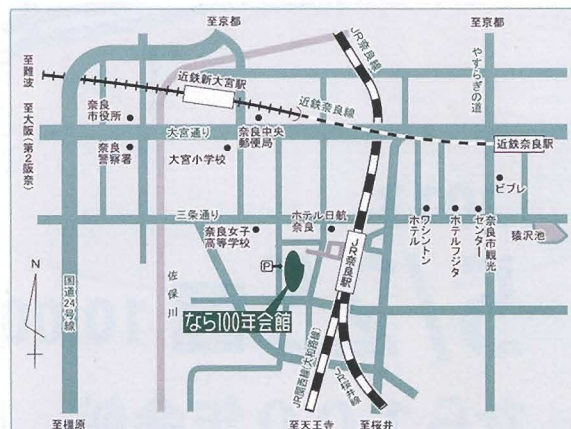 至京都
至京都
JR奈良線
やすらぎの道
至難波
至大阪(第2阪奈)
近鉄新大宮駅
近鉄奈良線
奈良
市役所
大宮通り
奈良中央
郵便局
近鉄奈良駅
奈良
警察署
大宮小学校
ビブレ
三条通り
奈良女子
高等学校
ホテル日航
奈良
ワシントン
ホテル
ホテルフジタ
奈良市観光
センター
猿沢池
P
JR奈良駅
N
国道24号線
佐保川
なら100年会館
JR関西線(大和路線)
JR桜井線
至橿原
至天王寺
至桜井